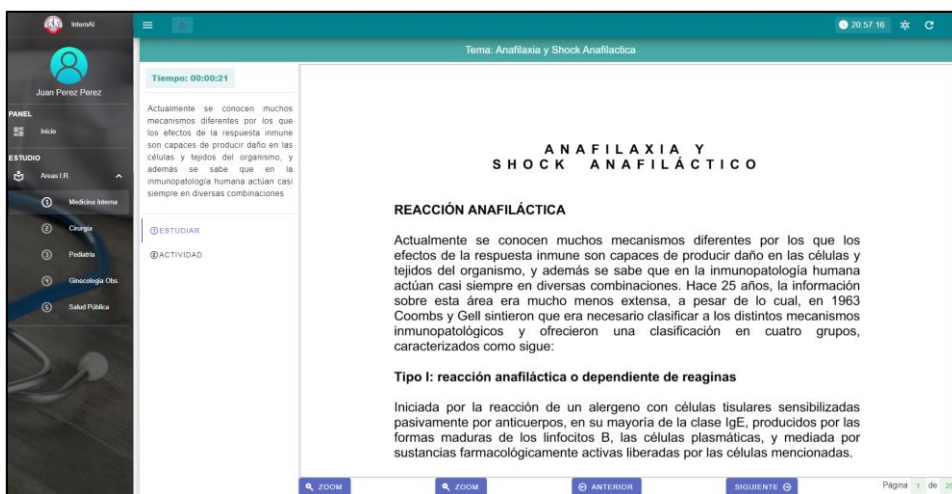 InternAI
20:57:16
Tema: Anafilaxia y Shock Anafilactica
Juan Perez Perez
PANEL
Inicio
ESTUDIO
Areas I.R.
1 Medicina Interna
2 Cirurgia
3 Pediatria
4 Ginecologia Obs.
5 Salud Pública
Tiempo: 00:00:21
Actualmente se conocen muchos
mecanismos diferentes por los que
los efectos de la respuesta inmune
son capaces de producir daño en las
células y tejidos del organismo, y
además se sabe que en la
inmunopatología humana actúan casi
siempre en diversas combinaciones
1 ESTUDIAR
2 ACTIVIDAD
ANAFILAXIA Y
SHOCK ANAFILÁCTICO
REACCIÓN ANAFILÁCTICA
Actualmente se conocen muchos mecanismos diferentes por los que los
efectos de la respuesta inmune son capaces de producir daño en las células y
tejidos del organismo, y además se sabe que en la inmunopatología humana
actúan casi siempre en diversas combinaciones. Hace 25 años, la información
sobre esta área era mucho menos extensa, a pesar de lo cual, en 1963
Coombs y Gell sintieron que era necesario clasificar a los distintos mecanismos
inmunopatológicos y ofrecieron una clasificación en cuatro grupos,
caracterizados como sigue:
Tipo I: reacción anafiláctica o dependiente de reaginas
Iniciada por la reacción de un alergeno con células tisulares sensibilizadas
pasivamente por anticuerpos, en su mayoría de la clase IgE, producidos por las
formas maduras de los linfocitos B, las células plasmáticas, y mediada por
sustancias farmacológicamente activas liberadas por las células mencionadas.
ZOOM
ZOOM
ANTERIOR
SIGUIENTE
Página 1 de